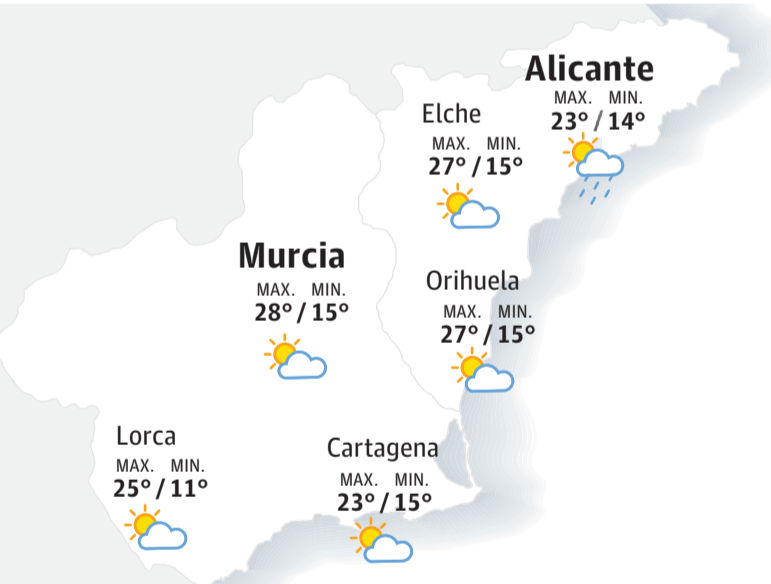 Alicante
MAX. MIN.
23° / 14°
Elche
MAX. MIN.
27° / 15°
Murcia
MAX. MIN.
28° / 15°
Orihuela
MAX. MIN.
27° / 15°
Lorca
MAX. MIN.
25° / 11°
Cartagena
MAX. MIN.
23° / 15°